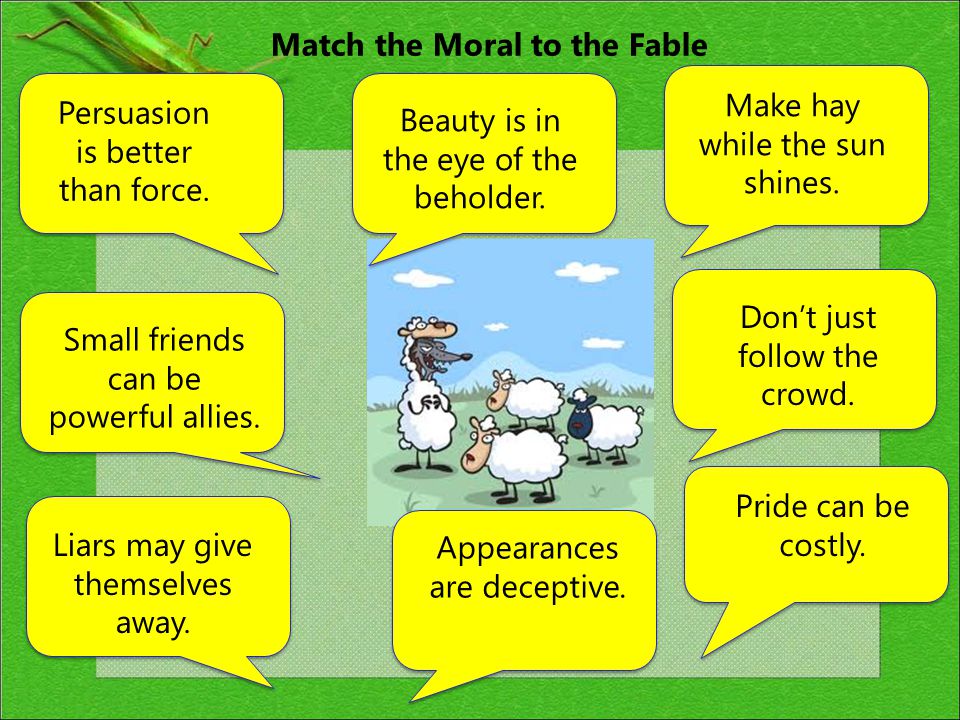 Match the Moral to the Fable
Persuasion
is better
than force.
Beauty is in
the eye of the
beholder.
Make hay
while the sun
shines.
Small friends
can be
powerful allies.
Don't just
follow the
crowd.
Liars may give
themselves
away.
Appearances
are deceptive.
Pride can be
costly.